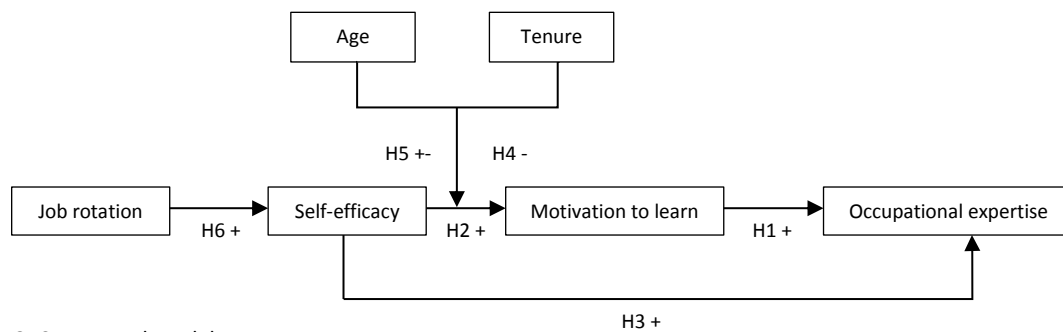 Age
Tenure
H5 +-
H4 -
Job rotation
Self-efficacy
Motivation to learn
Occupational expertise
H6 +
H2 +
H1 +
H3 +